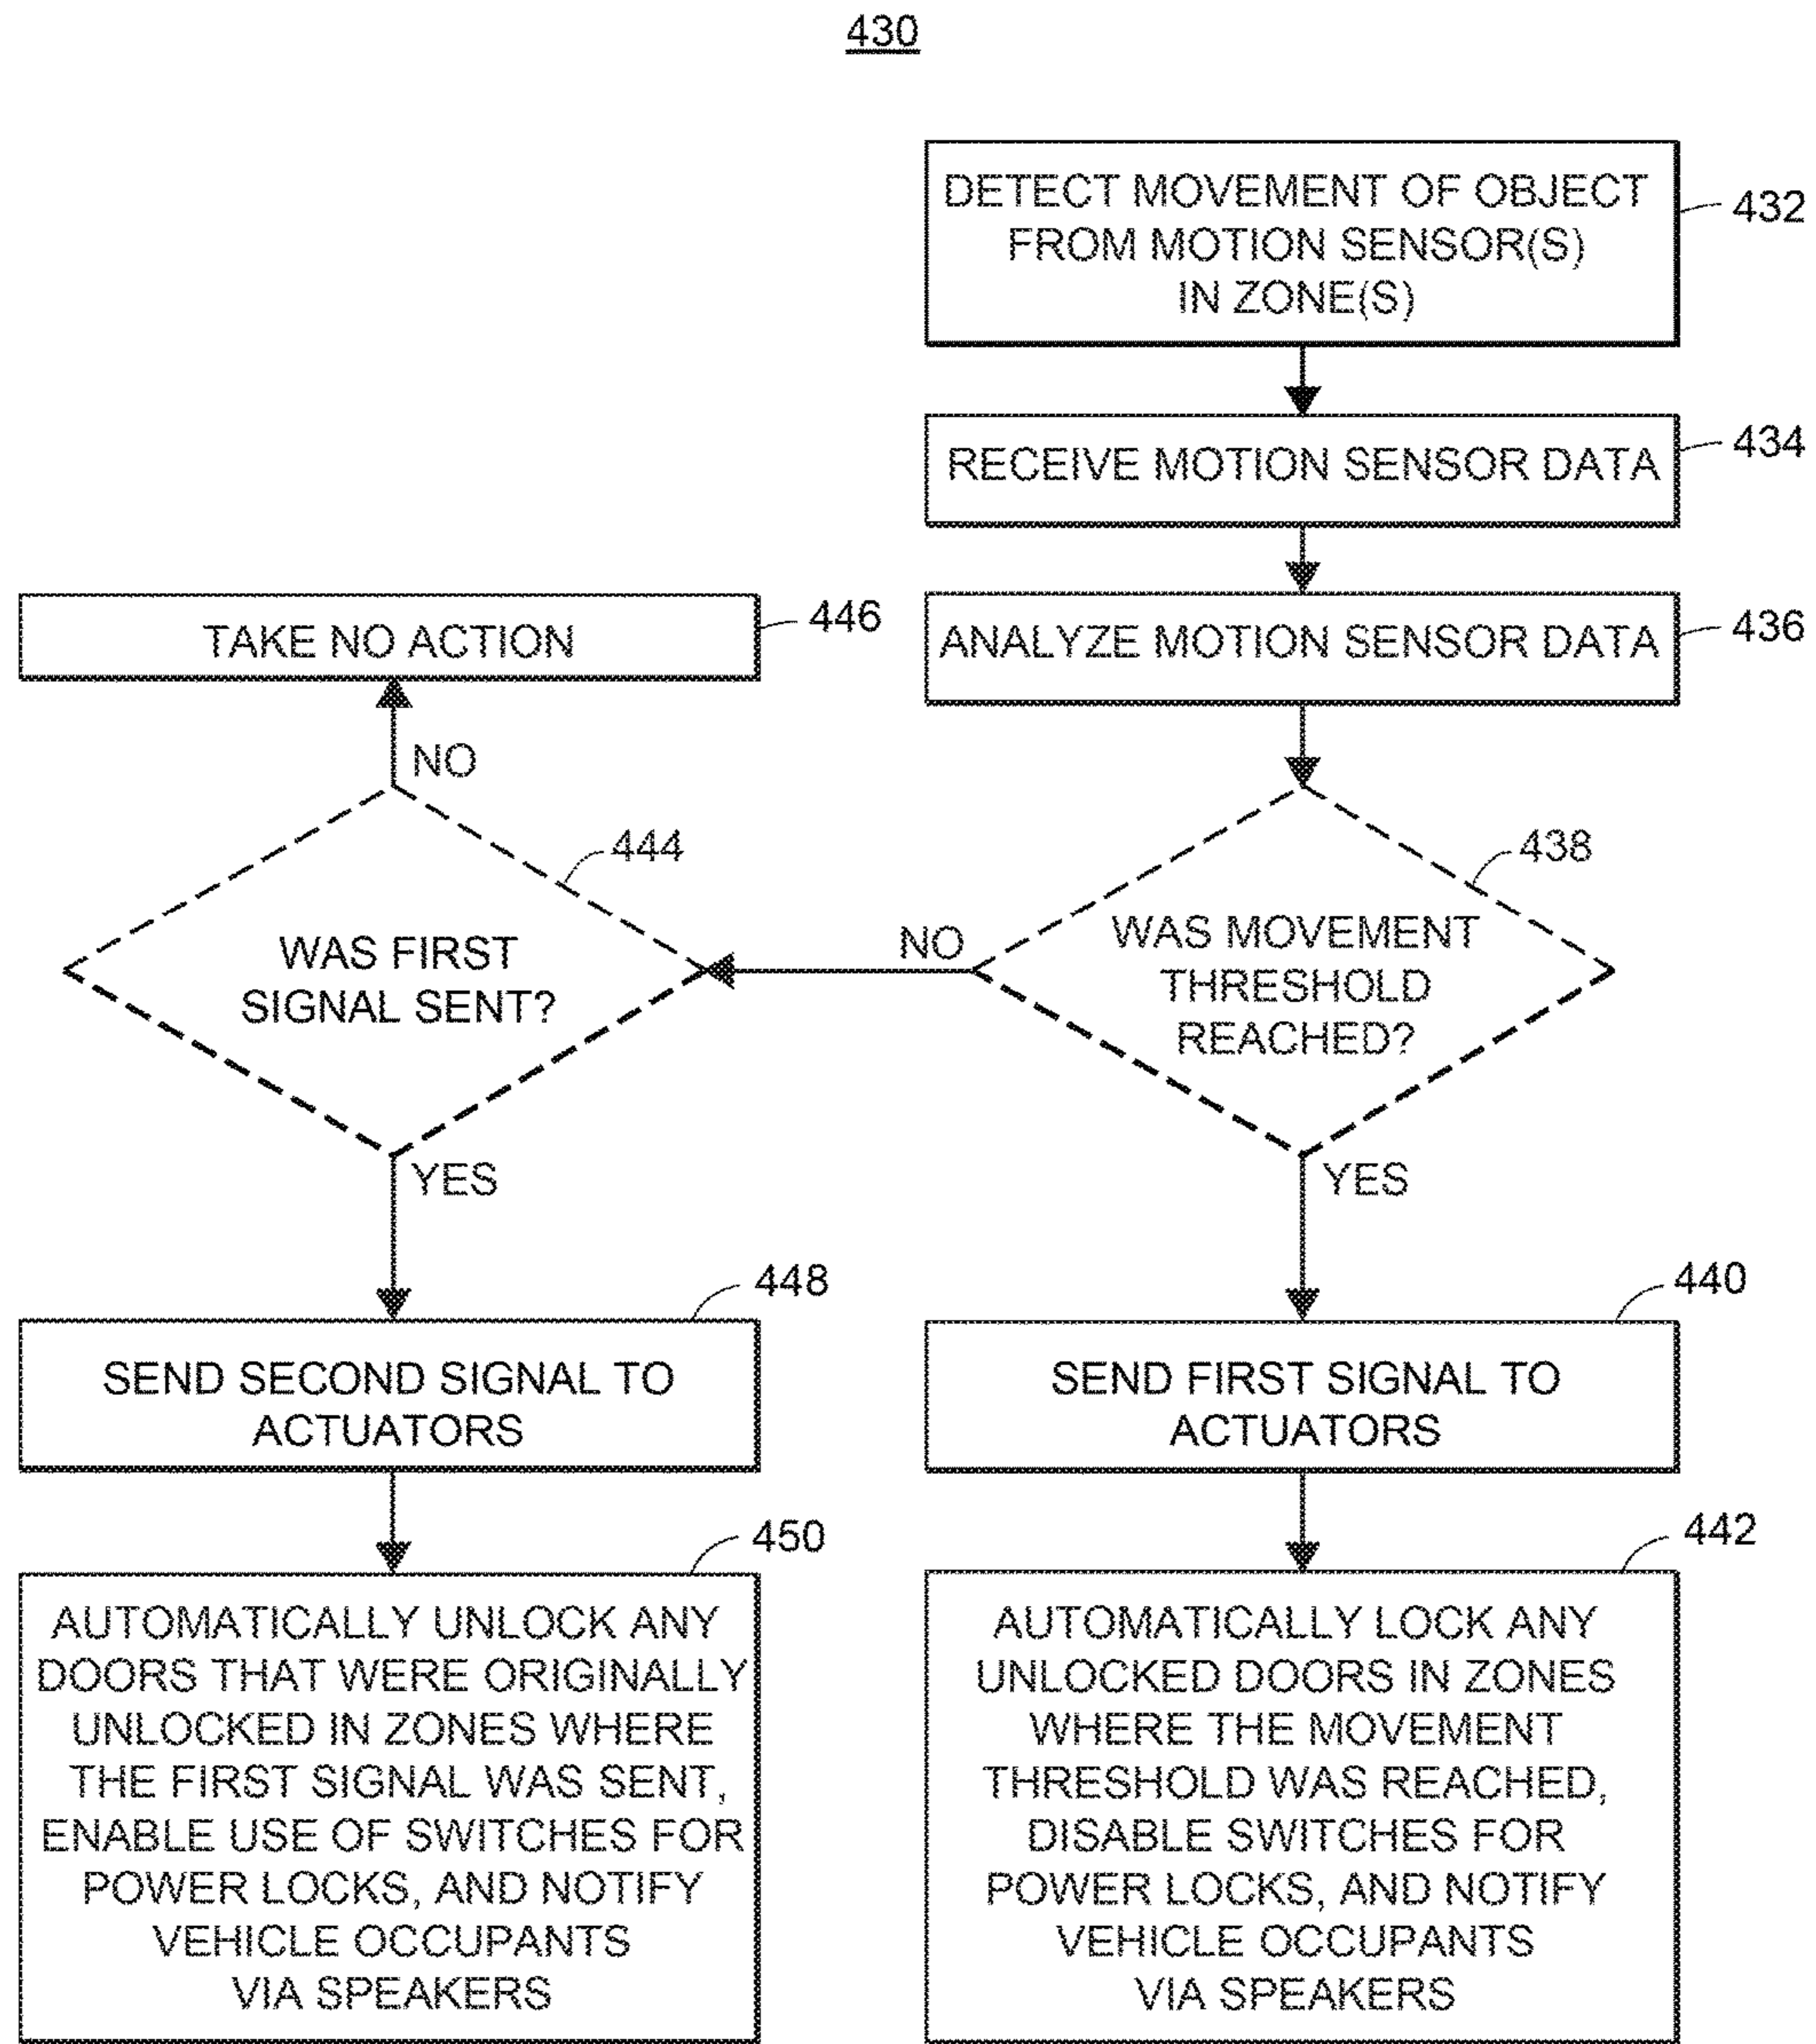 430
DETECT MOVEMENT OF OBJECT
FROM MOTION SENSOR(S)
IN ZONE(S)
432
RECEIVE MOTION SENSOR DATA
434
ANALYZE MOTION SENSOR DATA
436
TAKE NO ACTION
446
NO
444
WAS FIRST
SIGNAL SENT?
NO
438
WAS MOVEMENT
THRESHOLD
REACHED?
YES
YES
448
SEND SECOND SIGNAL TO
ACTUATORS
440
SEND FIRST SIGNAL TO
ACTUATORS
450
AUTOMATICALLY UNLOCK ANY
DOORS THAT WERE ORIGINALLY
UNLOCKED IN ZONES WHERE
THE FIRST SIGNAL WAS SENT,
ENABLE USE OF SWITCHES FOR
POWER LOCKS, AND NOTIFY
VEHICLE OCCUPANTS
VIA SPEAKERS
442
AUTOMATICALLY LOCK ANY
UNLOCKED DOORS IN ZONES
WHERE THE MOVEMENT
THRESHOLD WAS REACHED,
DISABLE SWITCHES FOR
POWER LOCKS, AND NOTIFY
VEHICLE OCCUPANTS
VIA SPEAKERS